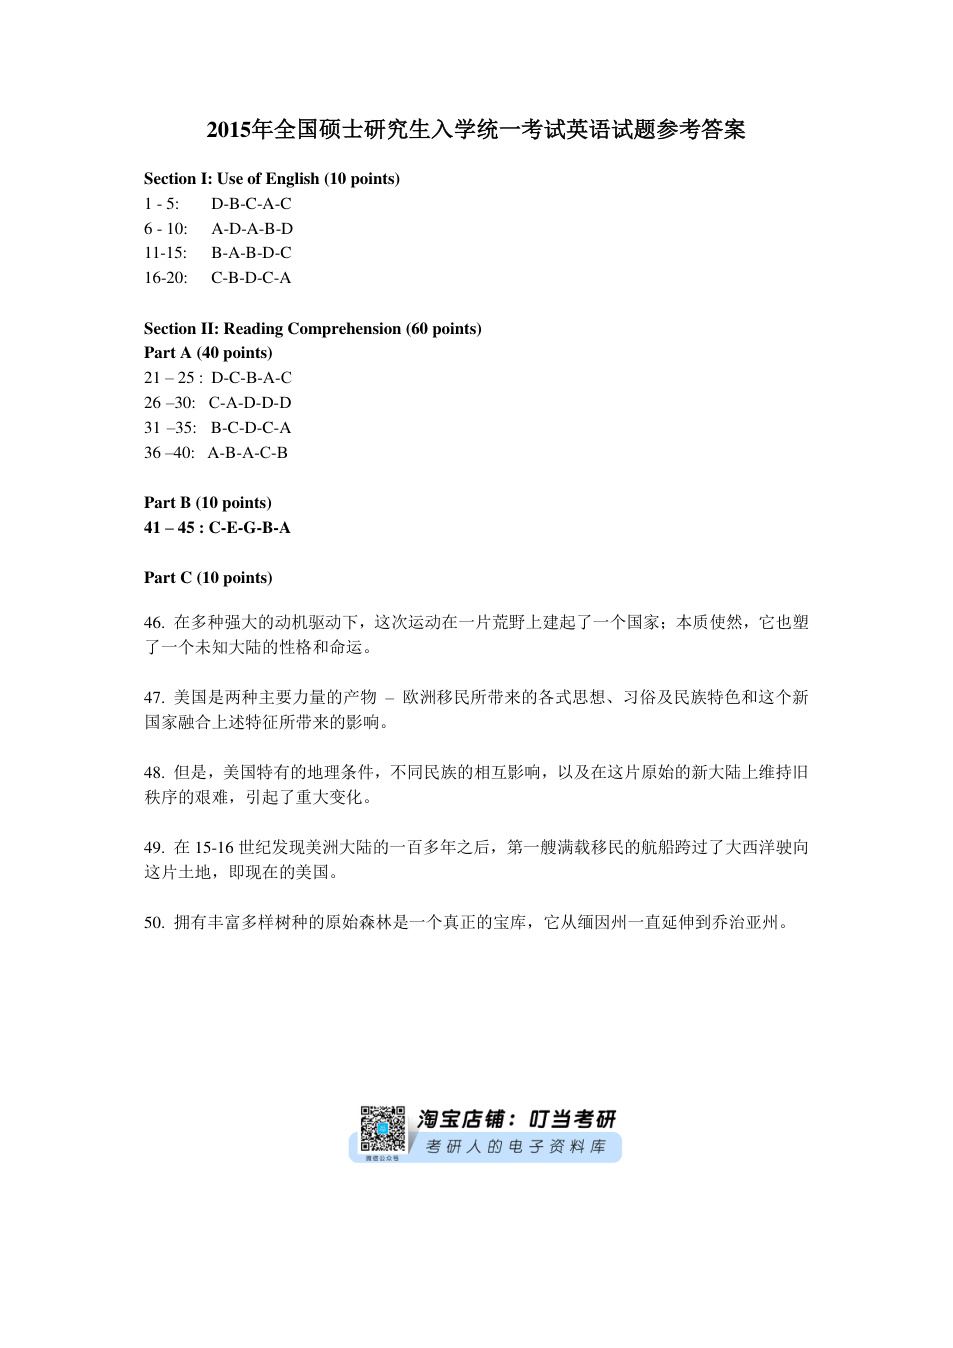 2015年全国硕士研究生入学统一考试英语试题参考答案
Section I: Use of English (10 points)
1 - 5: D-B-C-A-C
6 - 10: A-D-A-B-D
11-15: B-A-B-D-C
16-20: C-B-D-C-A
Section II: Reading Comprehension (60 points)
Part A (40 points)
21 – 25 : D-C-B-A-C
26 –30: C-A-D-D-D
31 –35: B-C-D-C-A
36 –40: A-B-A-C-B
Part B (10 points)
41 – 45 : C-E-G-B-A
Part C (10 points)
46. 在多种强大的动机驱动下，这次运动在一片荒野上建起了一个国家；本质使然，它也塑
了一个未知大陆的性格和命运。
47. 美国是两种主要力量的产物 – 欧洲移民所带来的各式思想、习俗及民族特色和这个新
国家融合上述特征所带来的影响。
48. 但是，美国特有的地理条件，不同民族的相互影响，以及在这片原始的新大陆上维持旧
秩序的艰难，引起了重大变化。
49. 在 15-16 世纪发现美洲大陆的一百多年之后，第一艘满载移民的航船跨过了大西洋驶向
这片土地，即现在的美国。
50. 拥有丰富多样树种的原始森林是一个真正的宝库，它从缅因州一直延伸到乔治亚州。
淘宝店铺：叮当考研
考研人的电子资料库
微信公众号